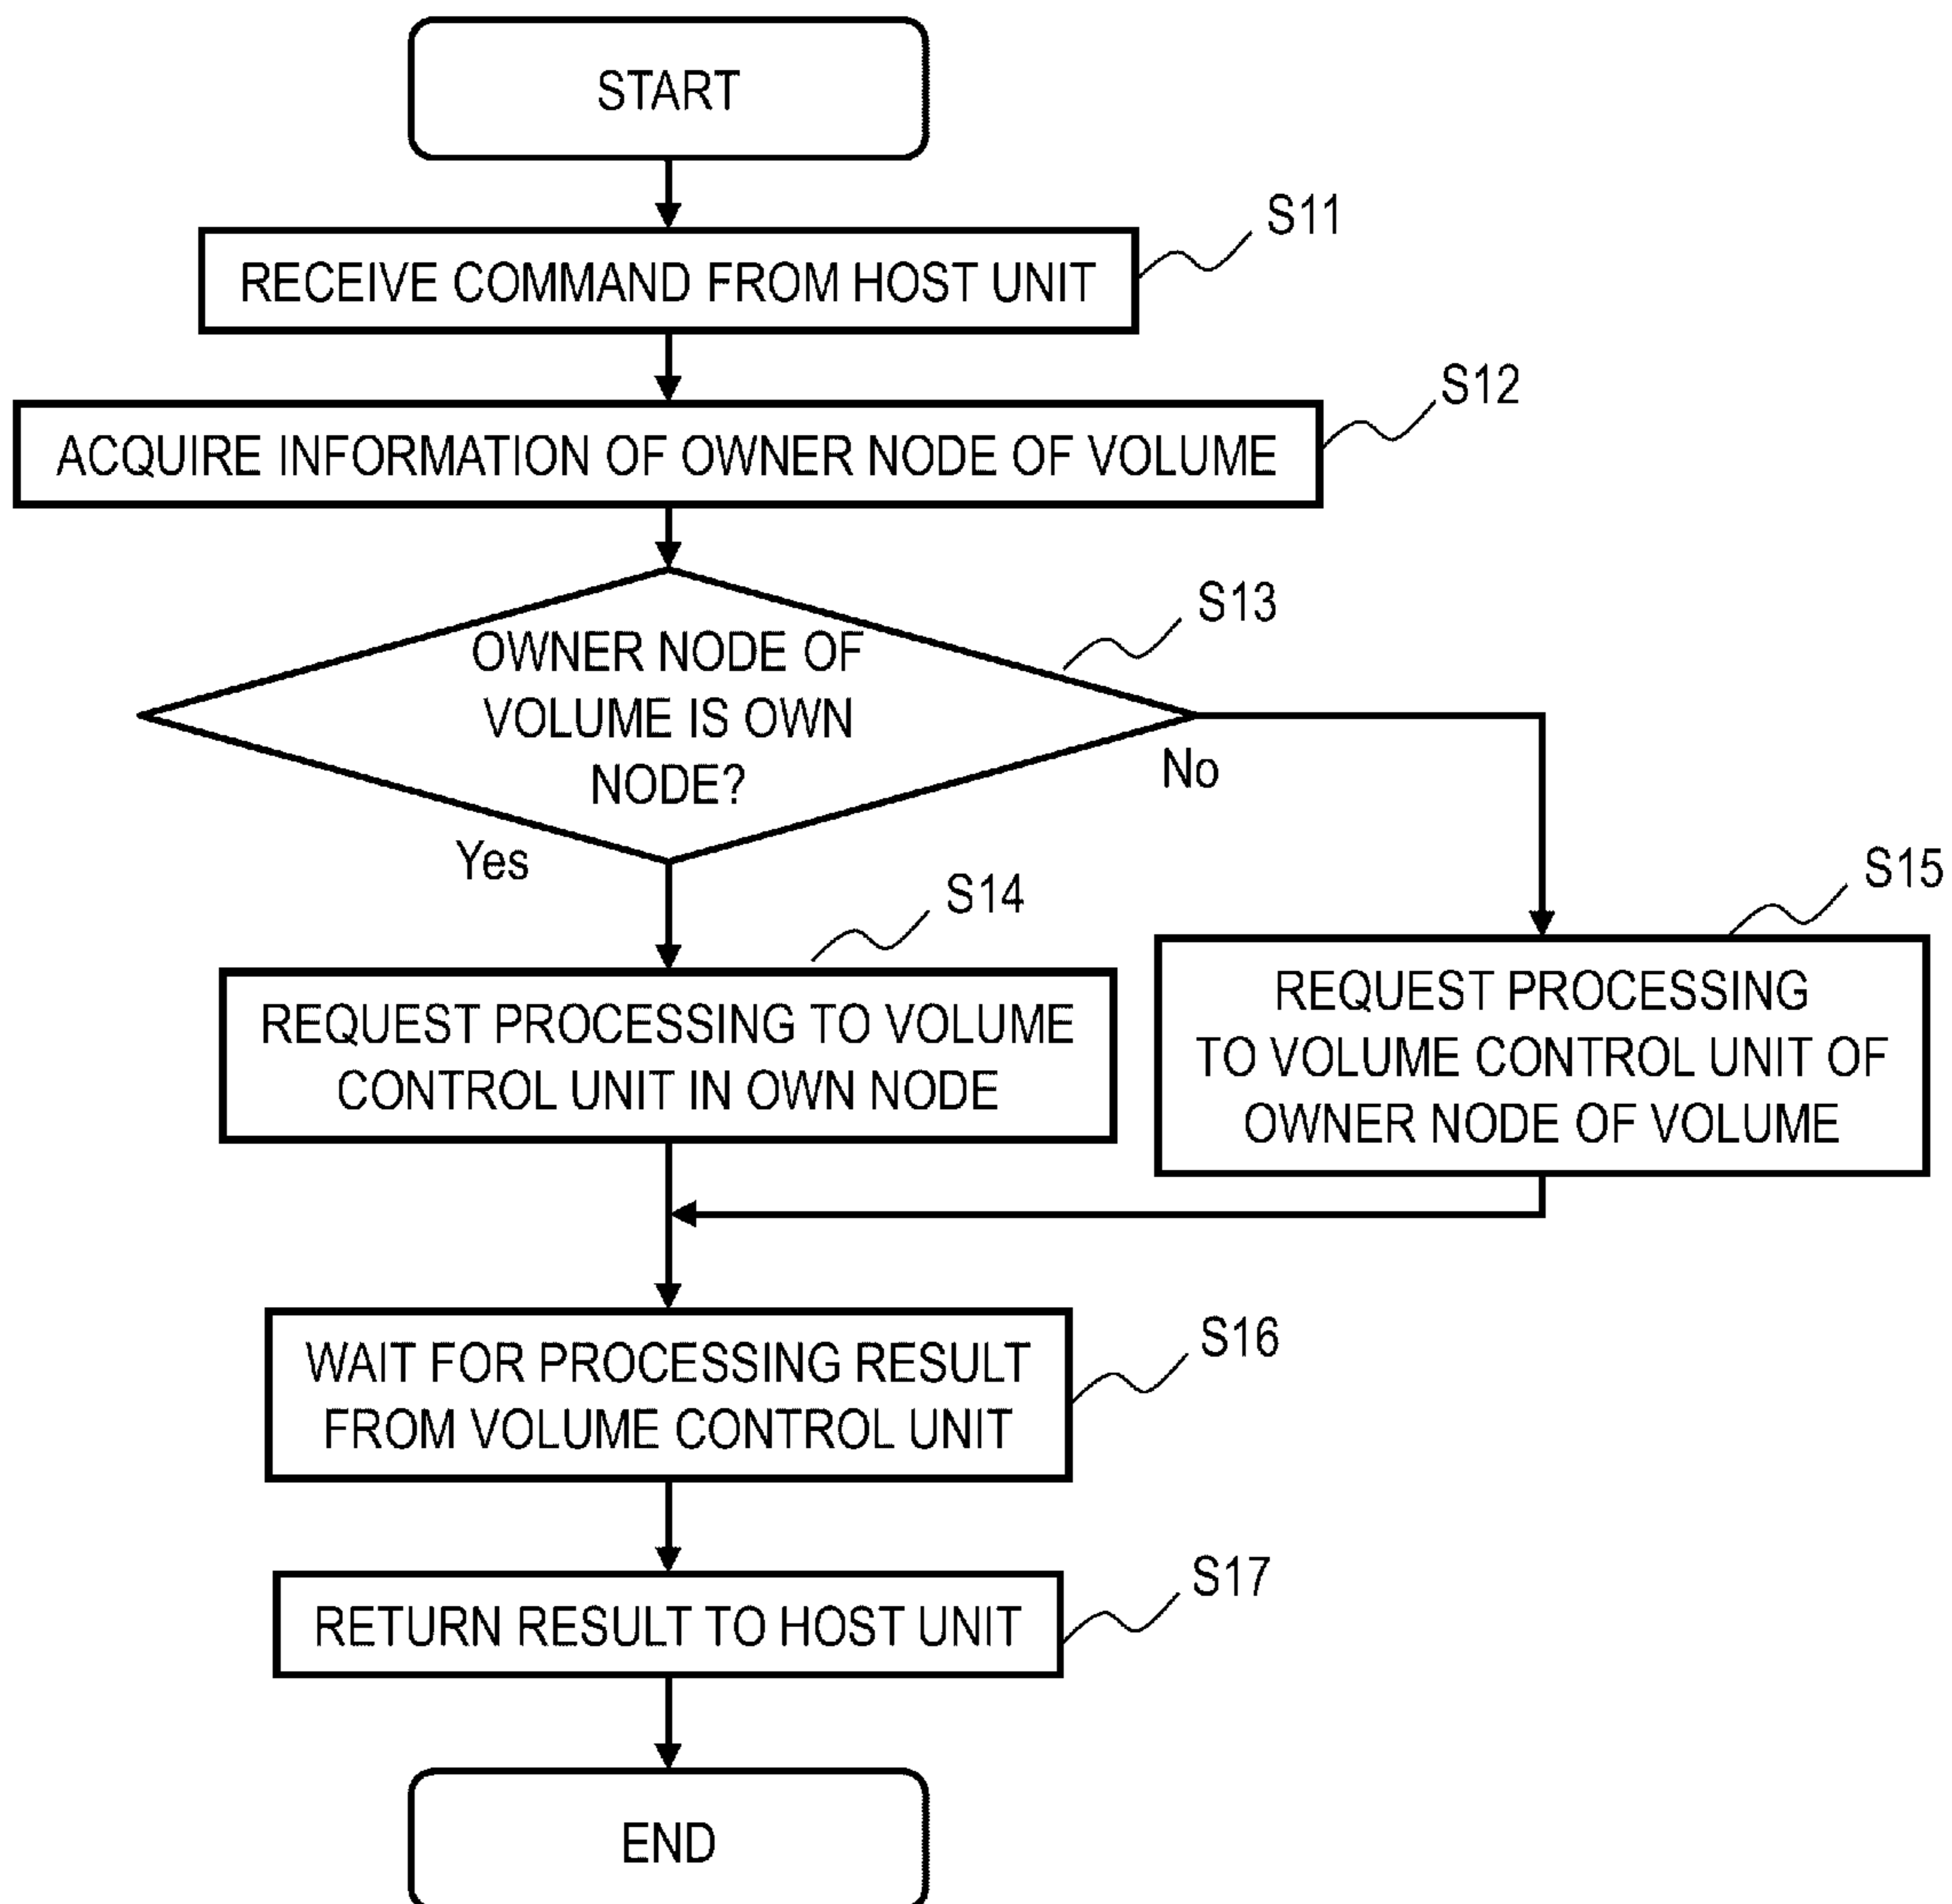 START
S11
RECEIVE COMMAND FROM HOST UNIT
S12
ACQUIRE INFORMATION OF OWNER NODE OF VOLUME
S13
OWNER NODE OF
VOLUME IS OWN
NODE?
No
Yes
S14
REQUEST PROCESSING TO VOLUME
CONTROL UNIT IN OWN NODE
S15
REQUEST PROCESSING
TO VOLUME CONTROL UNIT OF
OWNER NODE OF VOLUME
S16
WAIT FOR PROCESSING RESULT
FROM VOLUME CONTROL UNIT
S17
RETURN RESULT TO HOST UNIT
END